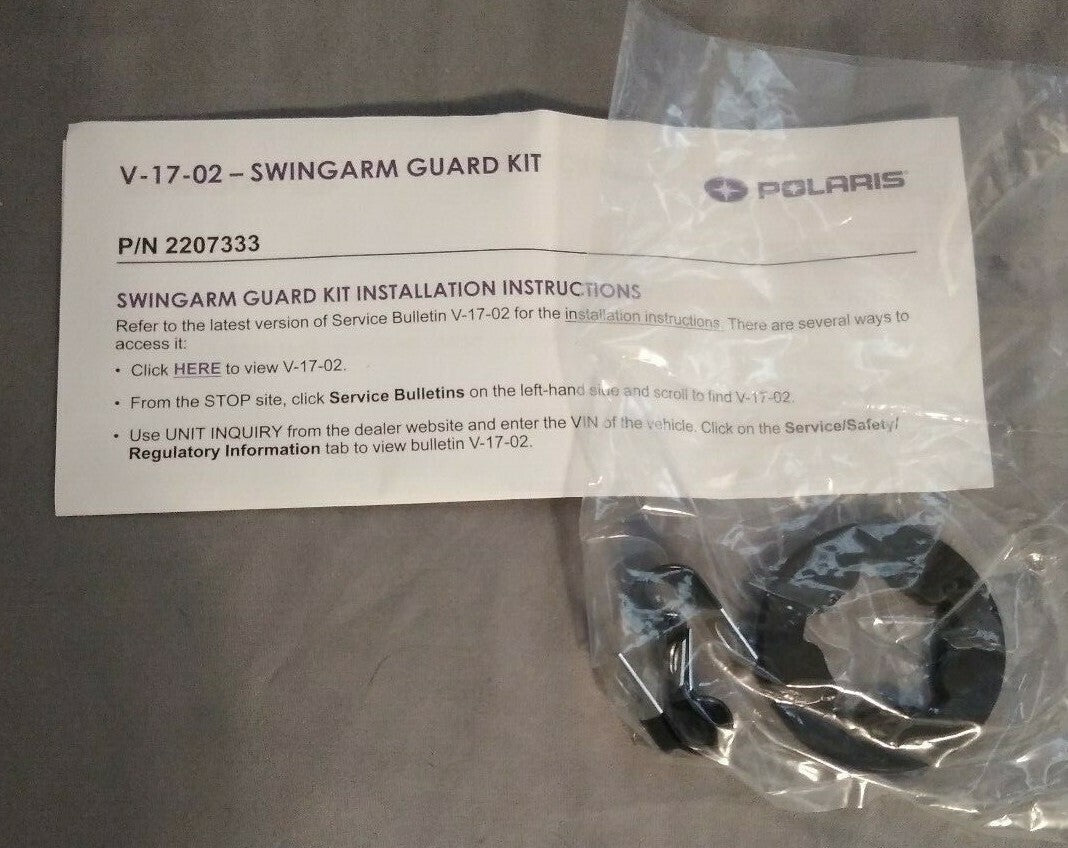 V-17-02 – SWINGARM GUARD KIT
POLARIS
P/N 2207333
SWINGARM GUARD KIT INSTALLATION INSTRUCTIONS
Refer to the latest version of Service Bulletin V-17-02 for the installation instructions. There are several ways to
access it:
• Click HERE to view V-17-02.
• From the STOP site, click Service Bulletins on the left-hand side and scroll to find V-17-02.
• Use UNIT INQUIRY from the dealer website and enter the VIN of the vehicle. Click on the Service/Safety/
Regulatory Information tab to view bulletin V-17-02.